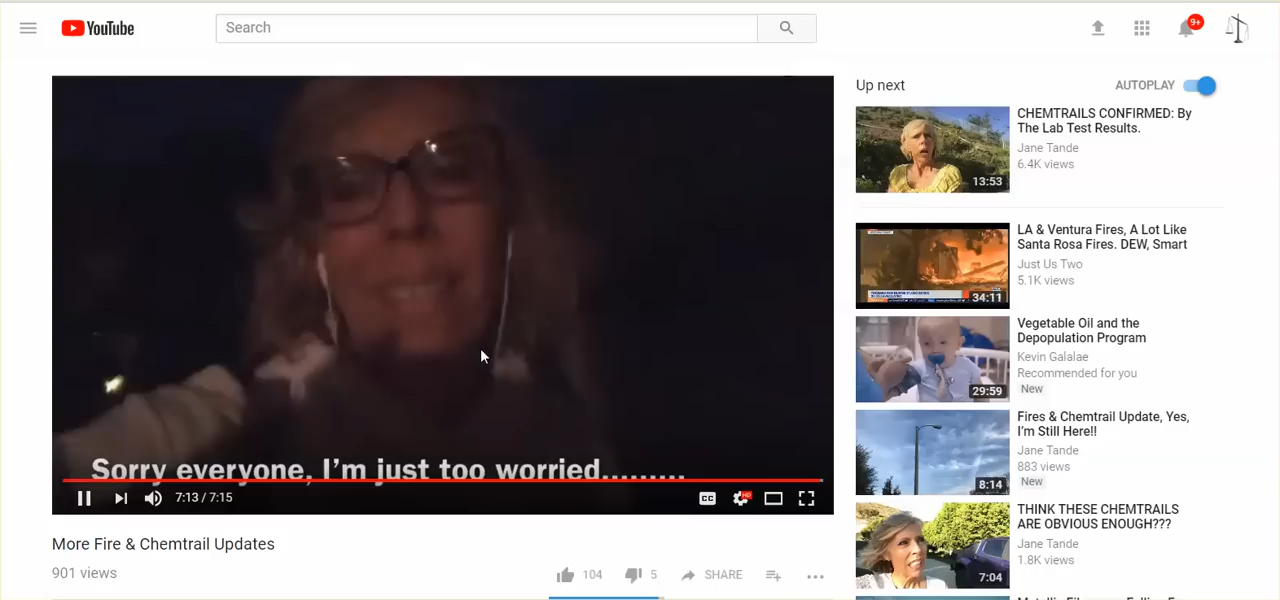 YouTube
Search
9+
Sorry everyone, I'm just too worried.........
7:13 / 7:15
CC
HD
More Fire & Chemtrail Updates
901 views
104
5
SHARE
Up next
AUTOPLAY
13:53
CHEMTRAILS CONFIRMED: By
The Lab Test Results.
Jane Tande
6.4K views
34:11
LA & Ventura Fires, A Lot Like
Santa Rosa Fires. DEW, Smart
Just Us Two
5.1K views
29:59
Vegetable Oil and the
Depopulation Program
Kevin Galalae
Recommended for you
New
8:14
Fires & Chemtrail Update, Yes,
I'm Still Here!!
Jane Tande
883 views
New
7:04
THINK THESE CHEMTRAILS
ARE OBVIOUS ENOUGH???
Jane Tande
1.8K views